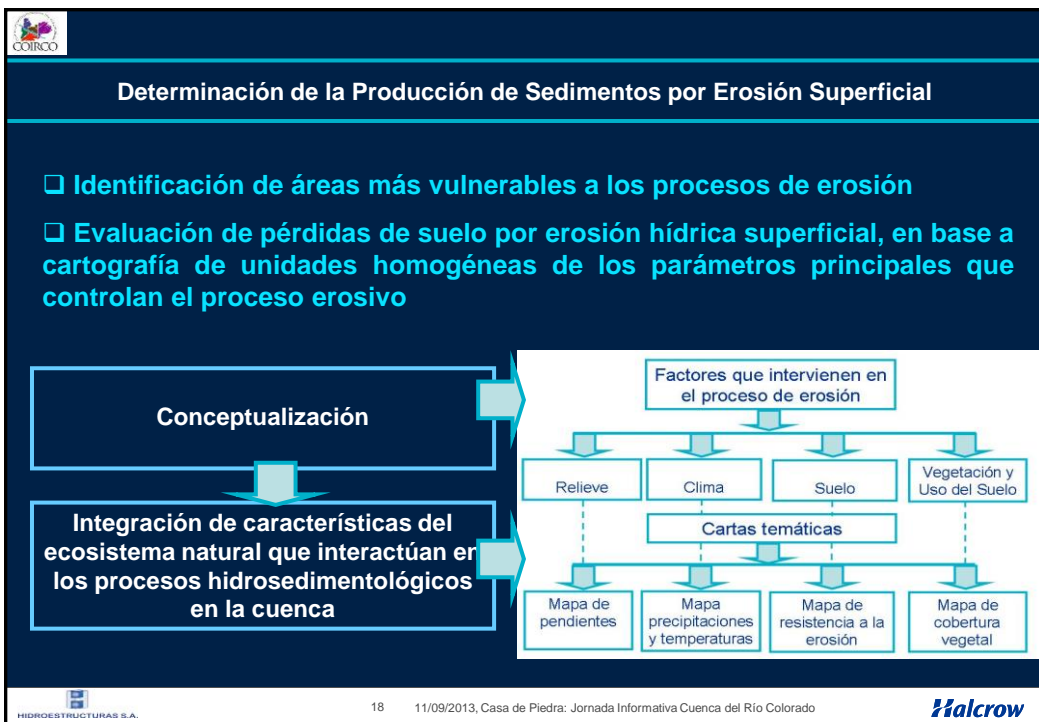 COIRCO
Determinación de la Producción de Sedimentos por Erosión Superficial
❑ Identificación de áreas más vulnerables a los procesos de erosión
❑ Evaluación de pérdidas de suelo por erosión hídrica superficial, en base a
cartografía de unidades homogéneas de los parámetros principales que
controlan el proceso erosivo
Conceptualización
Integración de características del
ecosistema natural que interactúan en
los procesos hidrosedimentológicos
en la cuenca
Factores que intervienen en
el proceso de erosión
Relieve
Clima
Suelo
Vegetación y
Uso del Suelo
Cartas temáticas
Mapa de
pendientes
Mapa
precipitaciones
y temperaturas
Mapa de
resistencia a la
erosión
Mapa de
cobertura
vegetal
HIDROESTRUCTURAS S.A.
18
11/09/2013, Casa de Piedra: Jornada Informativa Cuenca del Río Colorado
Halcrow